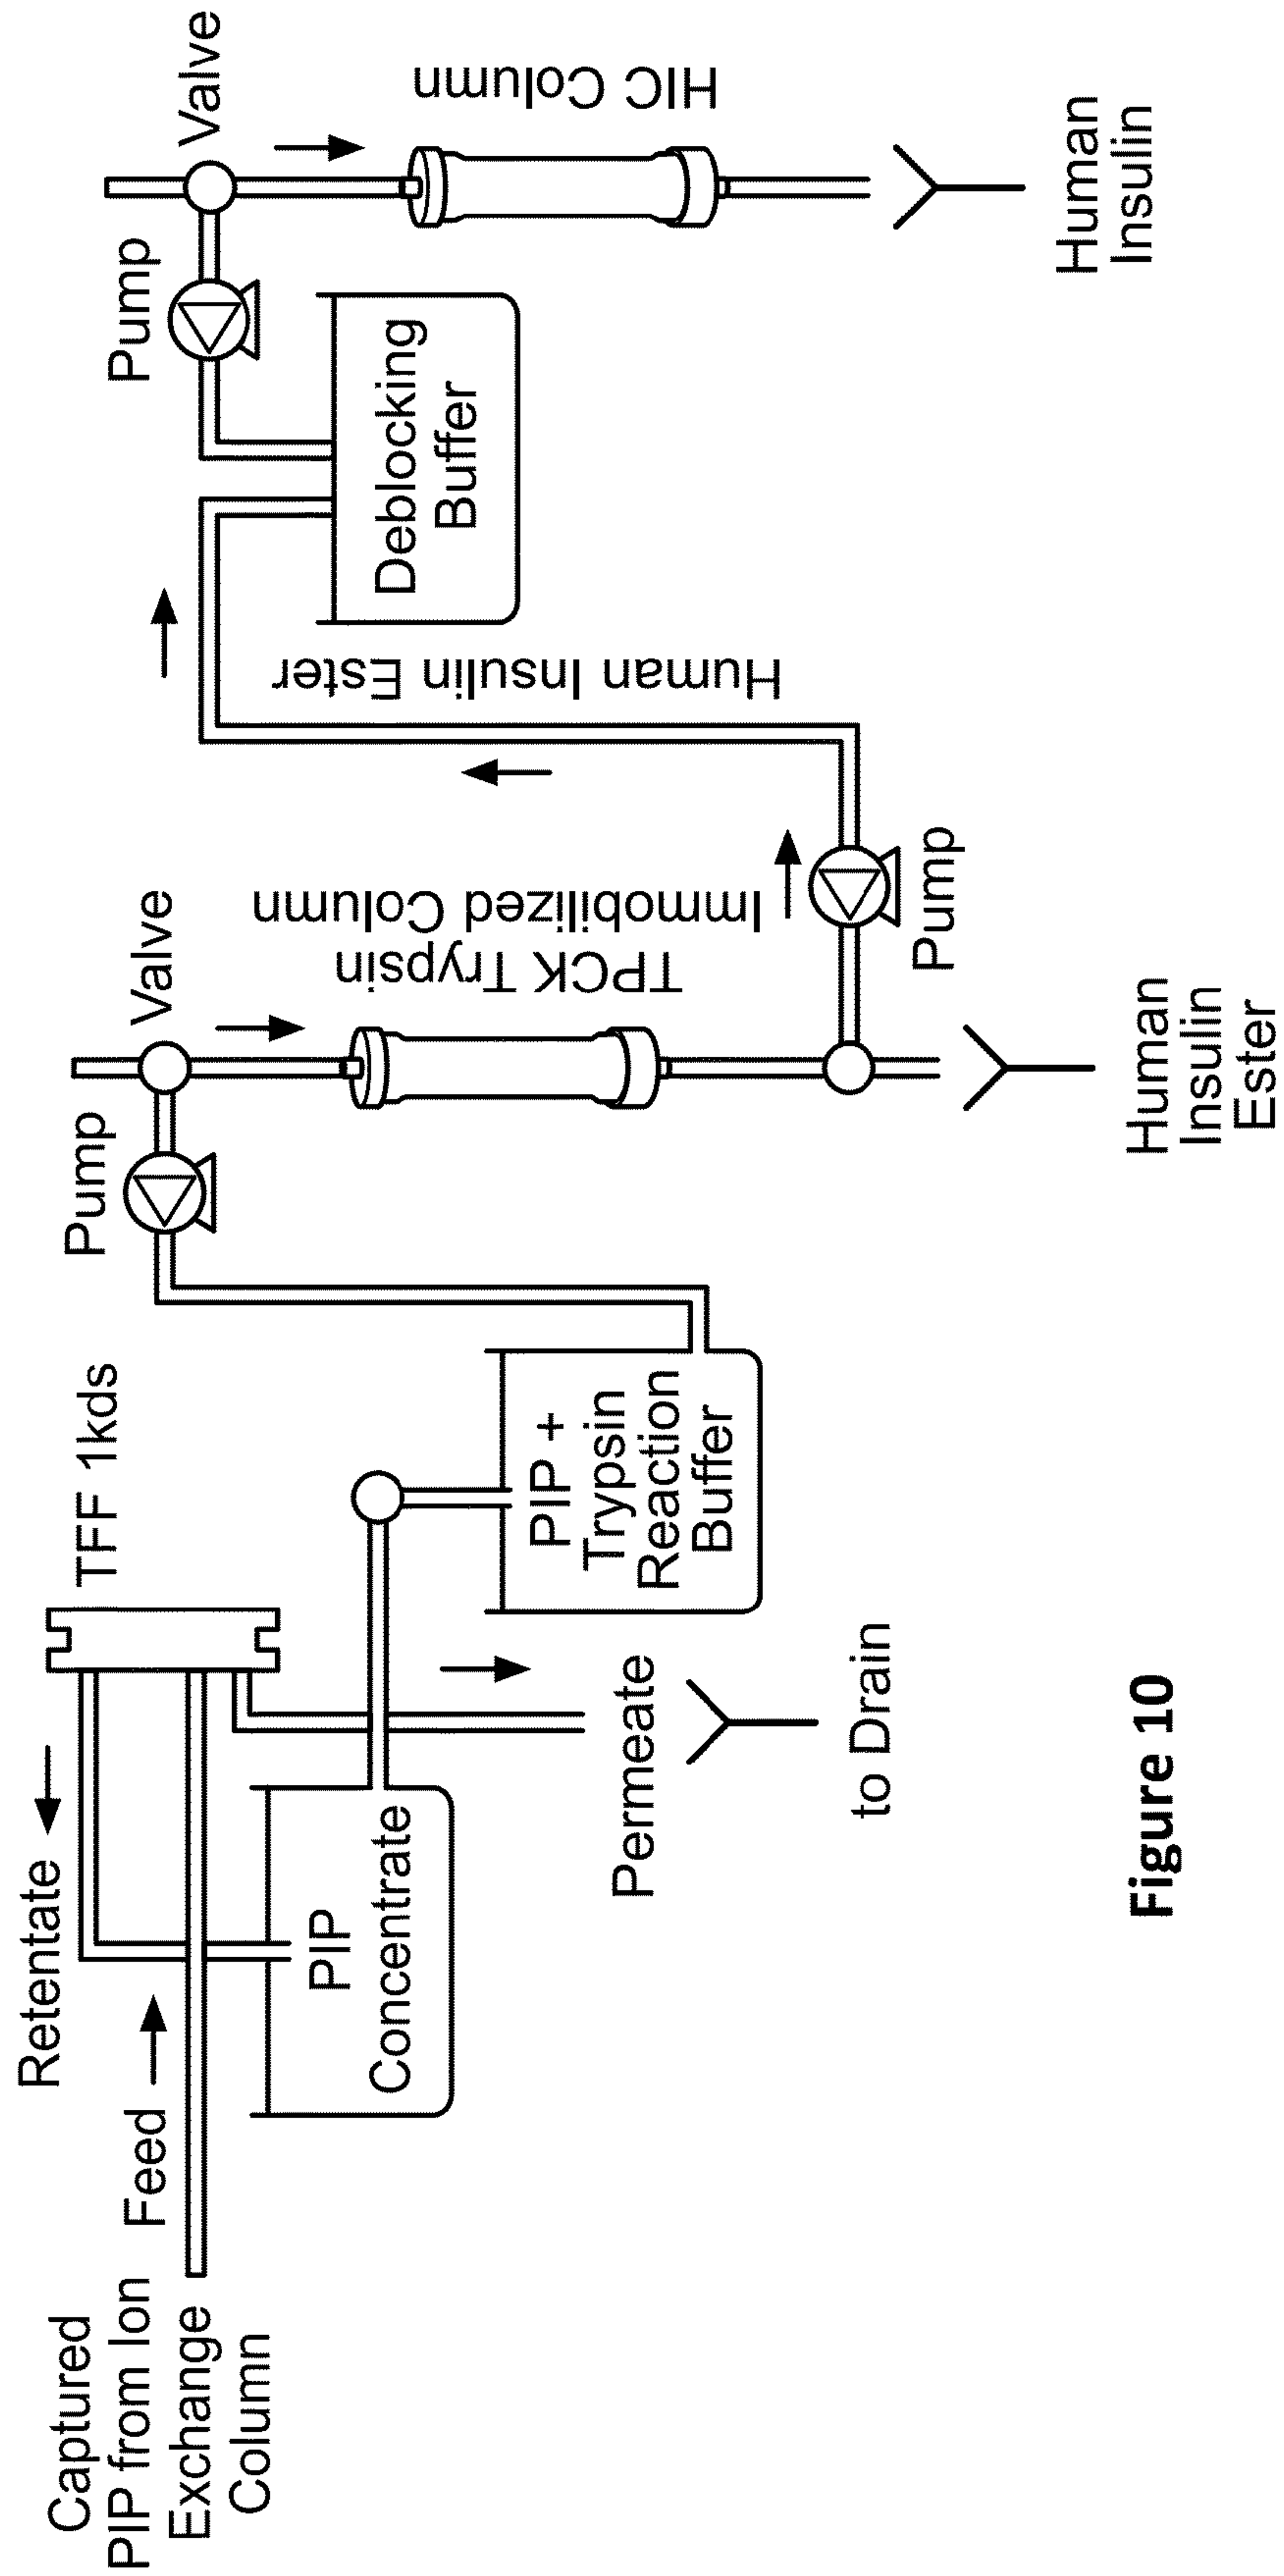 Captured
PIP from Ion
Exchange
Column
Feed
Retentate
TFF 1kds
PIP
Concentrate
Permeate
to Drain
PIP +
Trypsin
Reaction
Buffer
Pump
Valve
TPCK Trypsin
Immobilized Column
Human
Insulin
Ester
Pump
Human Insulin Ester
Deblocking
Buffer
Pump
Valve
HIC Column
Human
Insulin
Figure 10